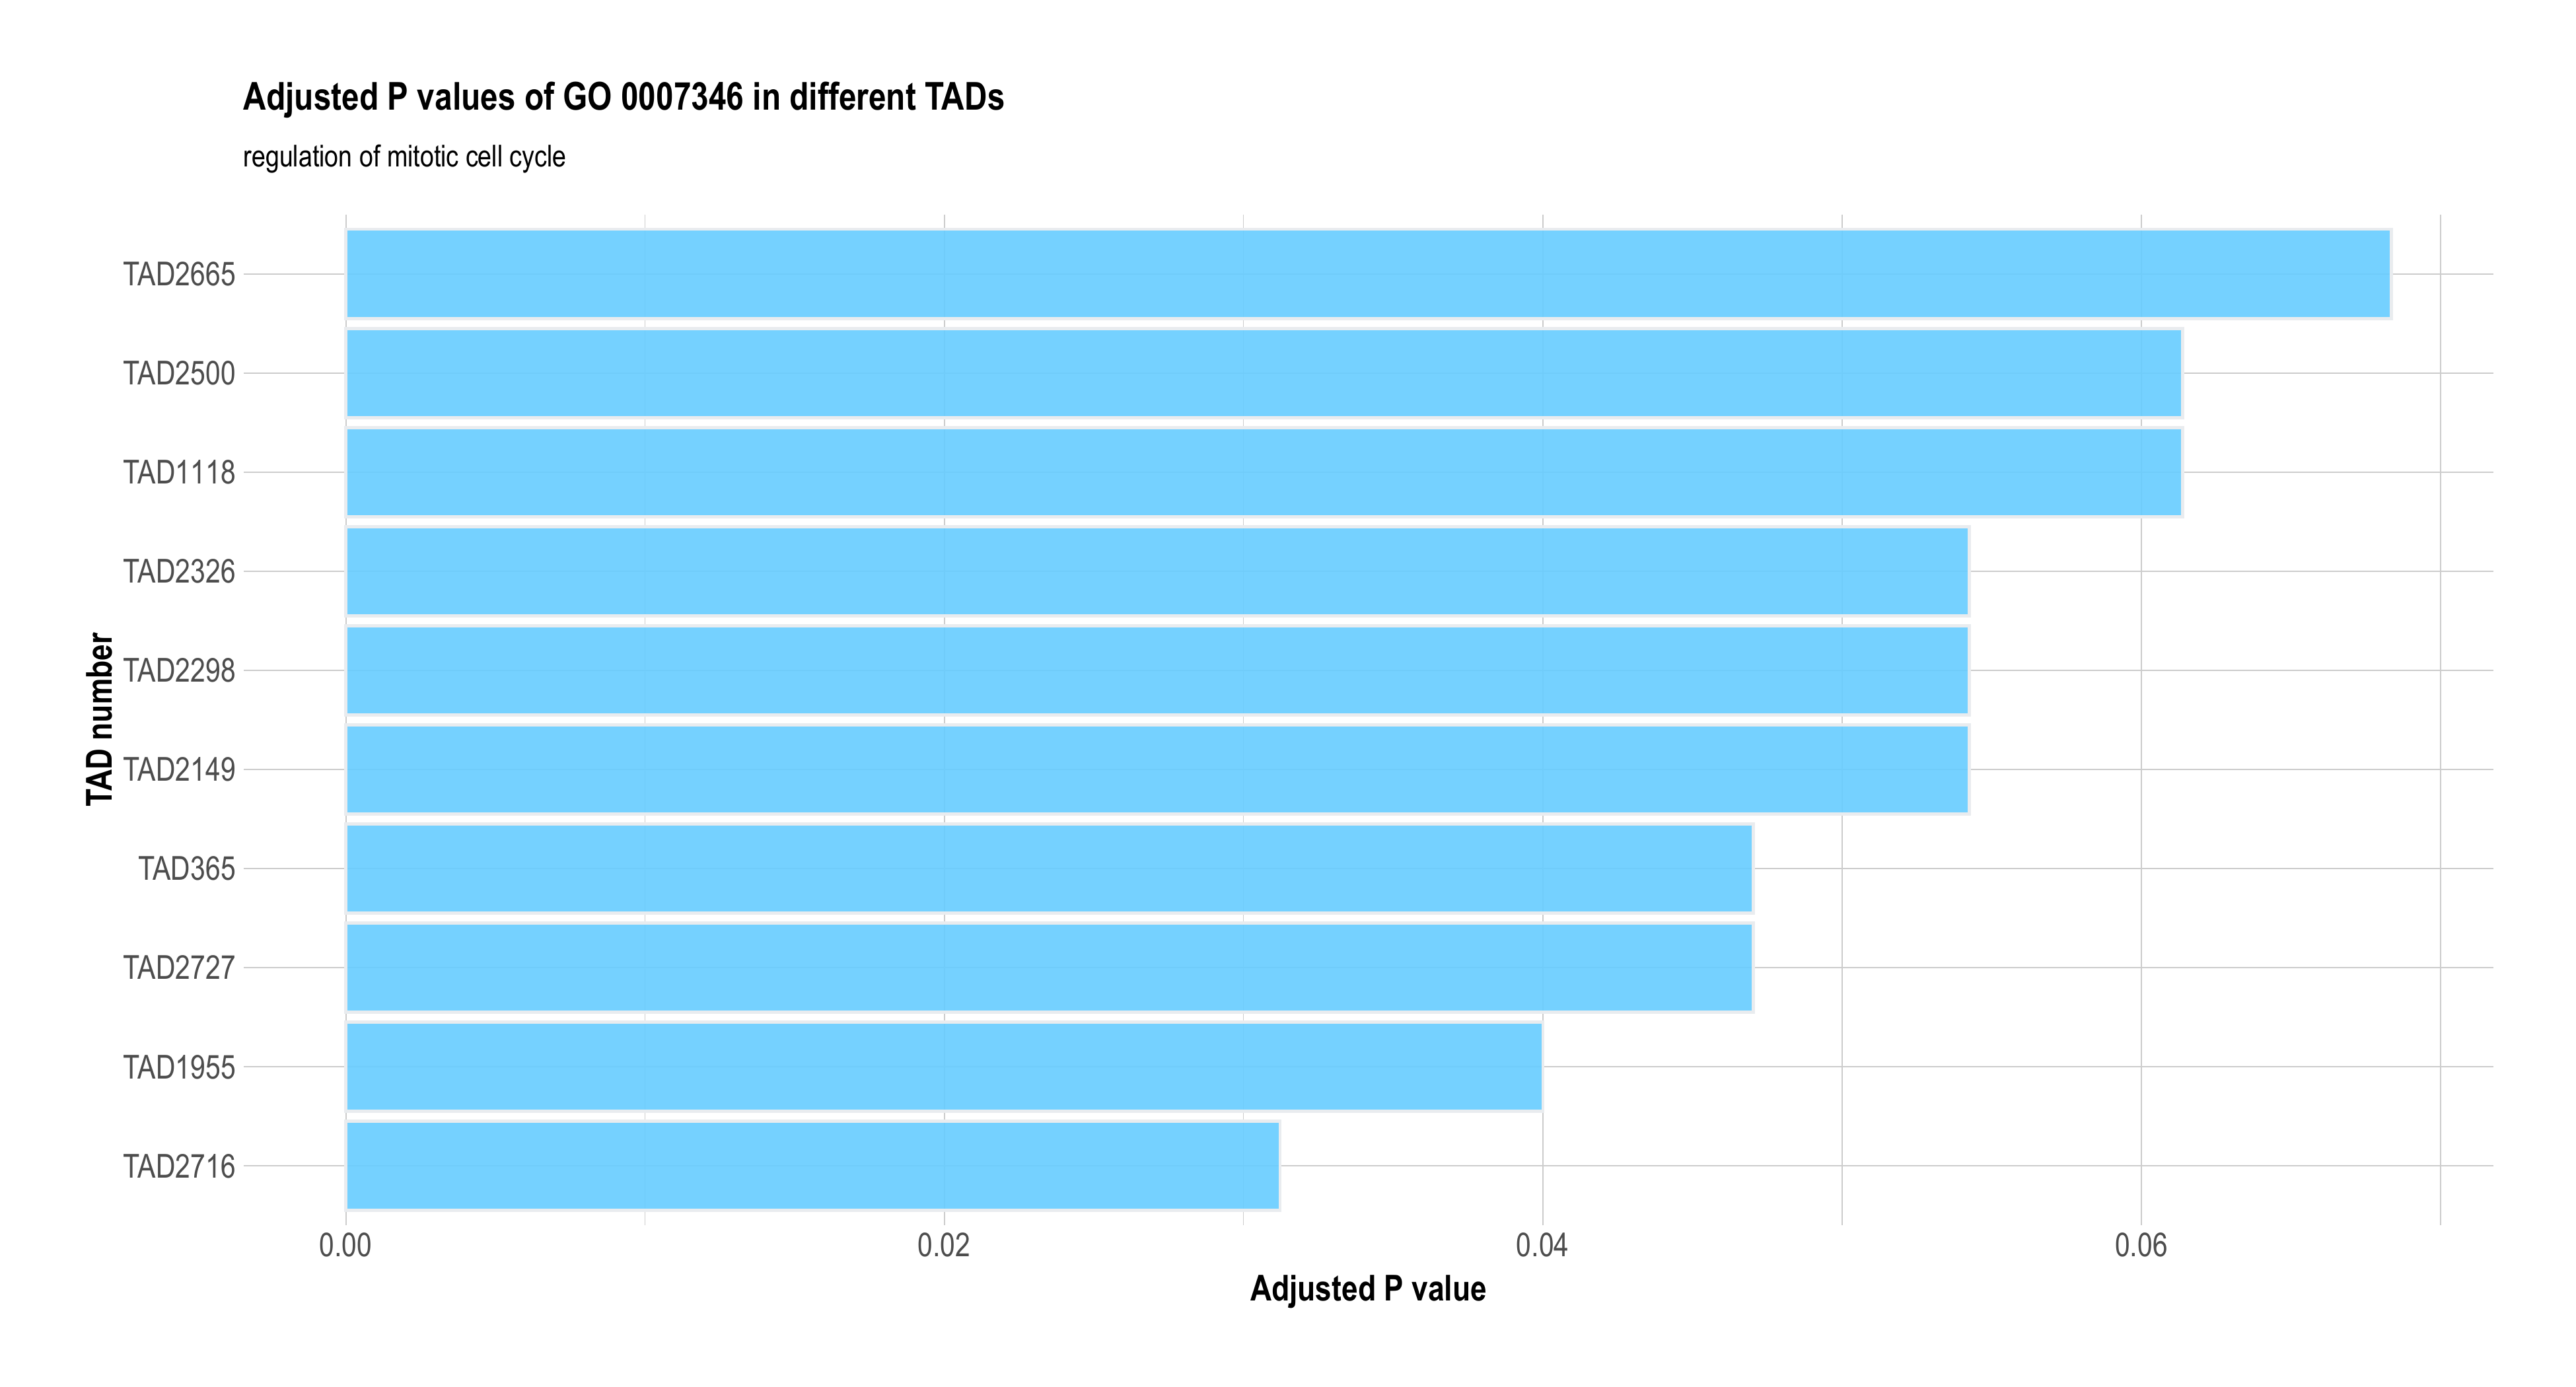 Adjusted P values of GO 0007346 in different TADs
regulation of mitotic cell cycle
TAD number
TAD2665
TAD2500
TAD1118
TAD2326
TAD2298
TAD2149
TAD365
TAD2727
TAD1955
TAD2716
0.00 0.02 0.04 0.06
Adjusted P value